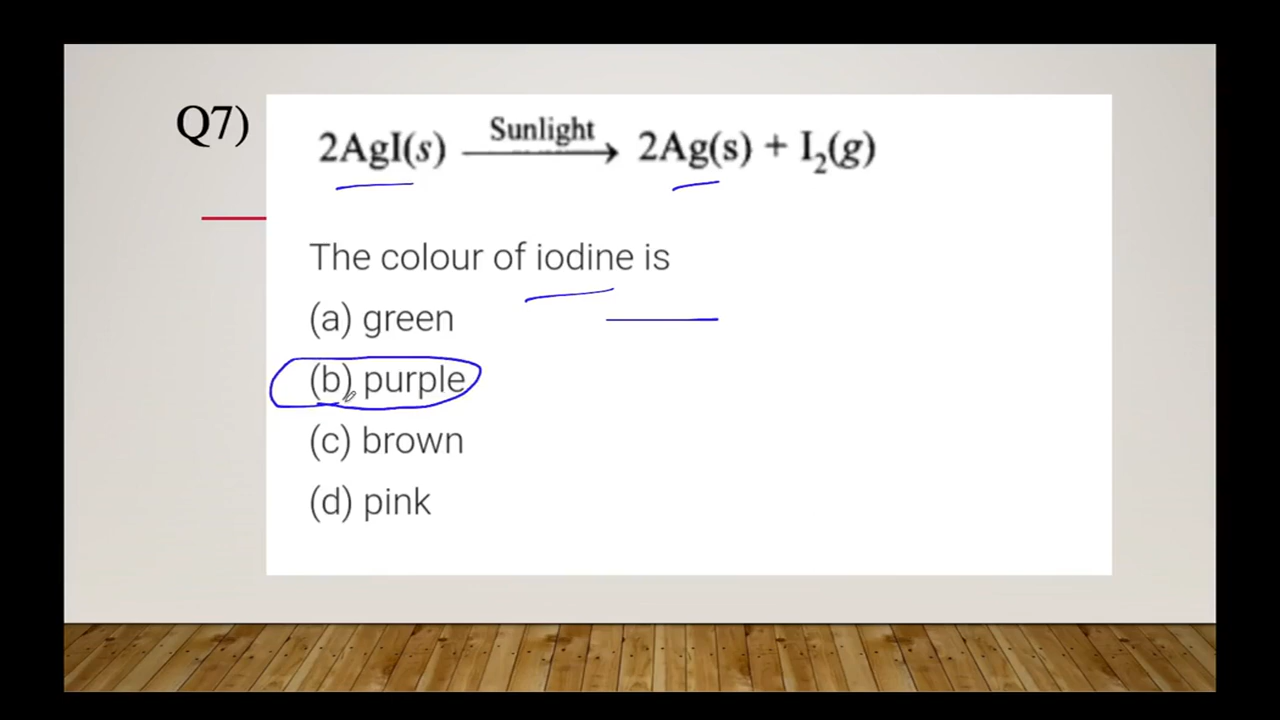 Q7)
2AgI(s) Sunlight⟶ 2Ag(s) + I₂(g)
The colour of iodine is
(a) green
(b) purple
(c) brown
(d) pink